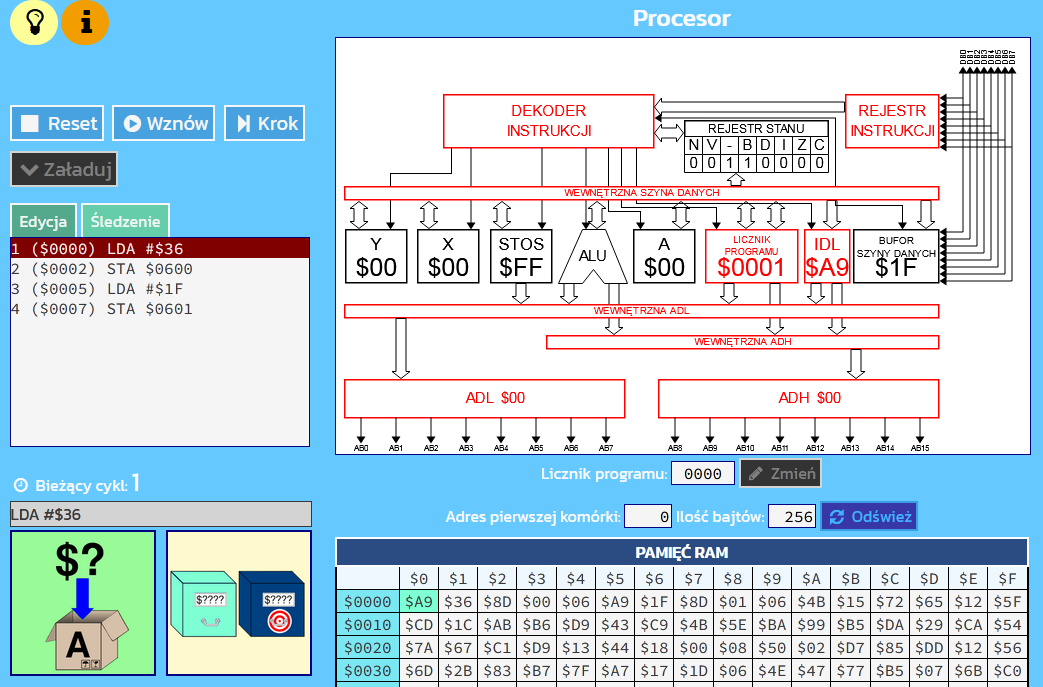 Procesor
Reset
Wznów
Krok
Załaduj
Edycja
Śledzenie
1 ($0000) LDA #$36
2 ($0002) STA $0600
3 ($0005) LDA #$1F
4 ($0007) STA $0601
Bieżący cykl: 1
LDA #$36
$?
A
$????
$????
DB0 DB1 DB2 DB3 DB4 DB5 DB6 DB7
DEKODER
INSTRUKCJI
REJESTR
INSTRUKCJI
REJESTR STANU
N V - B D I Z C
0 0 1 1 0 0 0 0
WEWNĘTRZNA SZYNA DANYCH
Y
$00
X
$00
STOS
$FF
ALU
A
$00
LICZNIK
PROGRAMU
$0001
IDL
$A9
BUFOR
SZYNY DANYCH
$1F
WEWNĘTRZNA ADL
WEWNĘTRZNA ADH
ADL $00
ADH $00
AB0 AB1 AB2 AB3 AB4 AB5 AB6 AB7
AB8 AB9 AB10 AB11 AB12 AB13 AB14 AB15
Licznik programu: 0000 Zmień
Adres pierwszej komórki: 0 Ilość bajtów: 256 Odśwież
PAMIĘĆ RAM
$0 $1 $2 $3 $4 $5 $6 $7 $8 $9 $A $B $C $D $E $F
$0000 $A9 $36 $8D $00 $06 $A9 $1F $8D $01 $06 $4B $15 $72 $65 $12 $5F
$0010 $CD $1C $AB $B6 $D9 $43 $C9 $4B $5E $BA $99 $B5 $DA $29 $CA $54
$0020 $7A $67 $C1 $D9 $13 $44 $18 $00 $08 $50 $02 $D7 $85 $DD $12 $56
$0030 $6D $2B $83 $B7 $7F $A7 $17 $1D $06 $4E $47 $77 $B5 $07 $6B $C0